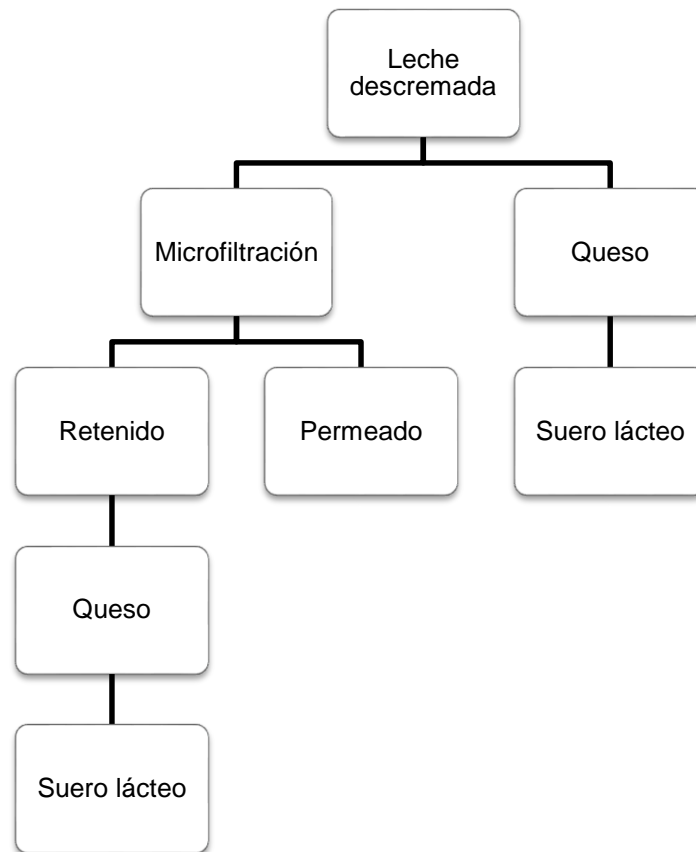 Leche
descremada
Microfiltración
Queso
Retenido
Permeado
Suero lácteo
Queso
Suero lácteo